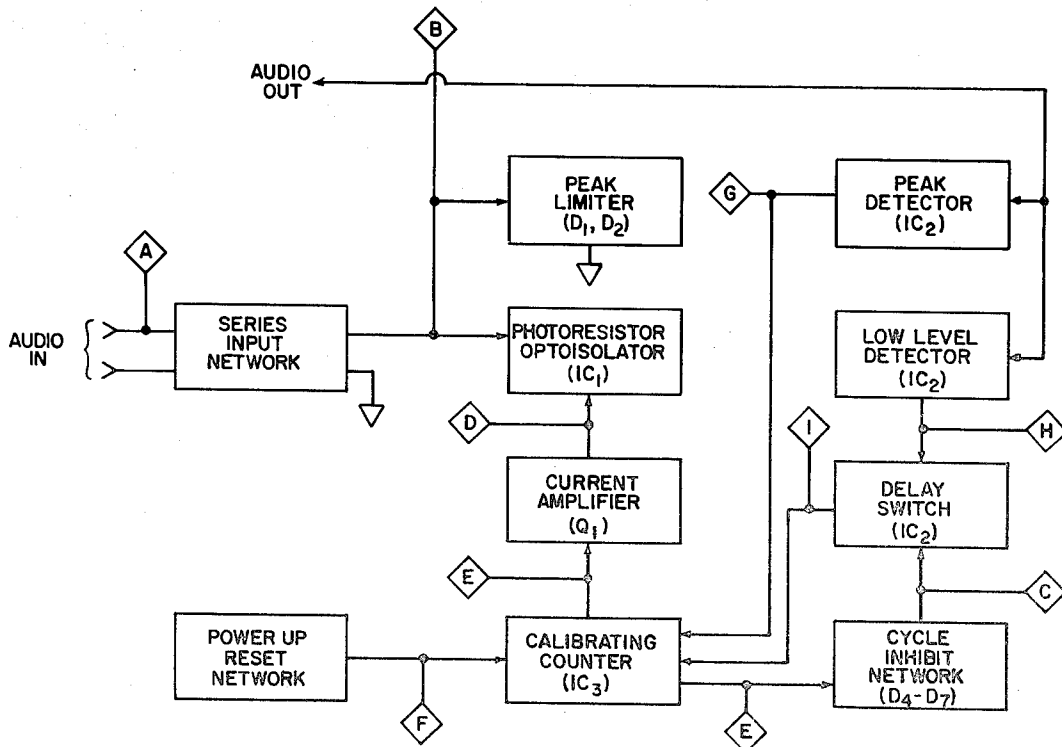 B
AUDIO
OUT
PEAK
LIMITER
(D₁, D₂)
G
PEAK
DETECTOR
(IC₂)
A
AUDIO
IN
SERIES
INPUT
NETWORK
PHOTORESISTOR
OPTOISOLATOR
(IC₁)
LOW LEVEL
DETECTOR
(IC₂)
D
I
H
CURRENT
AMPLIFIER
(Q₁)
DELAY
SWITCH
(IC₂)
E
C
POWER UP
RESET
NETWORK
CALIBRATING
COUNTER
(IC₃)
CYCLE
INHIBIT
NETWORK
(D₄-D₇)
F
E